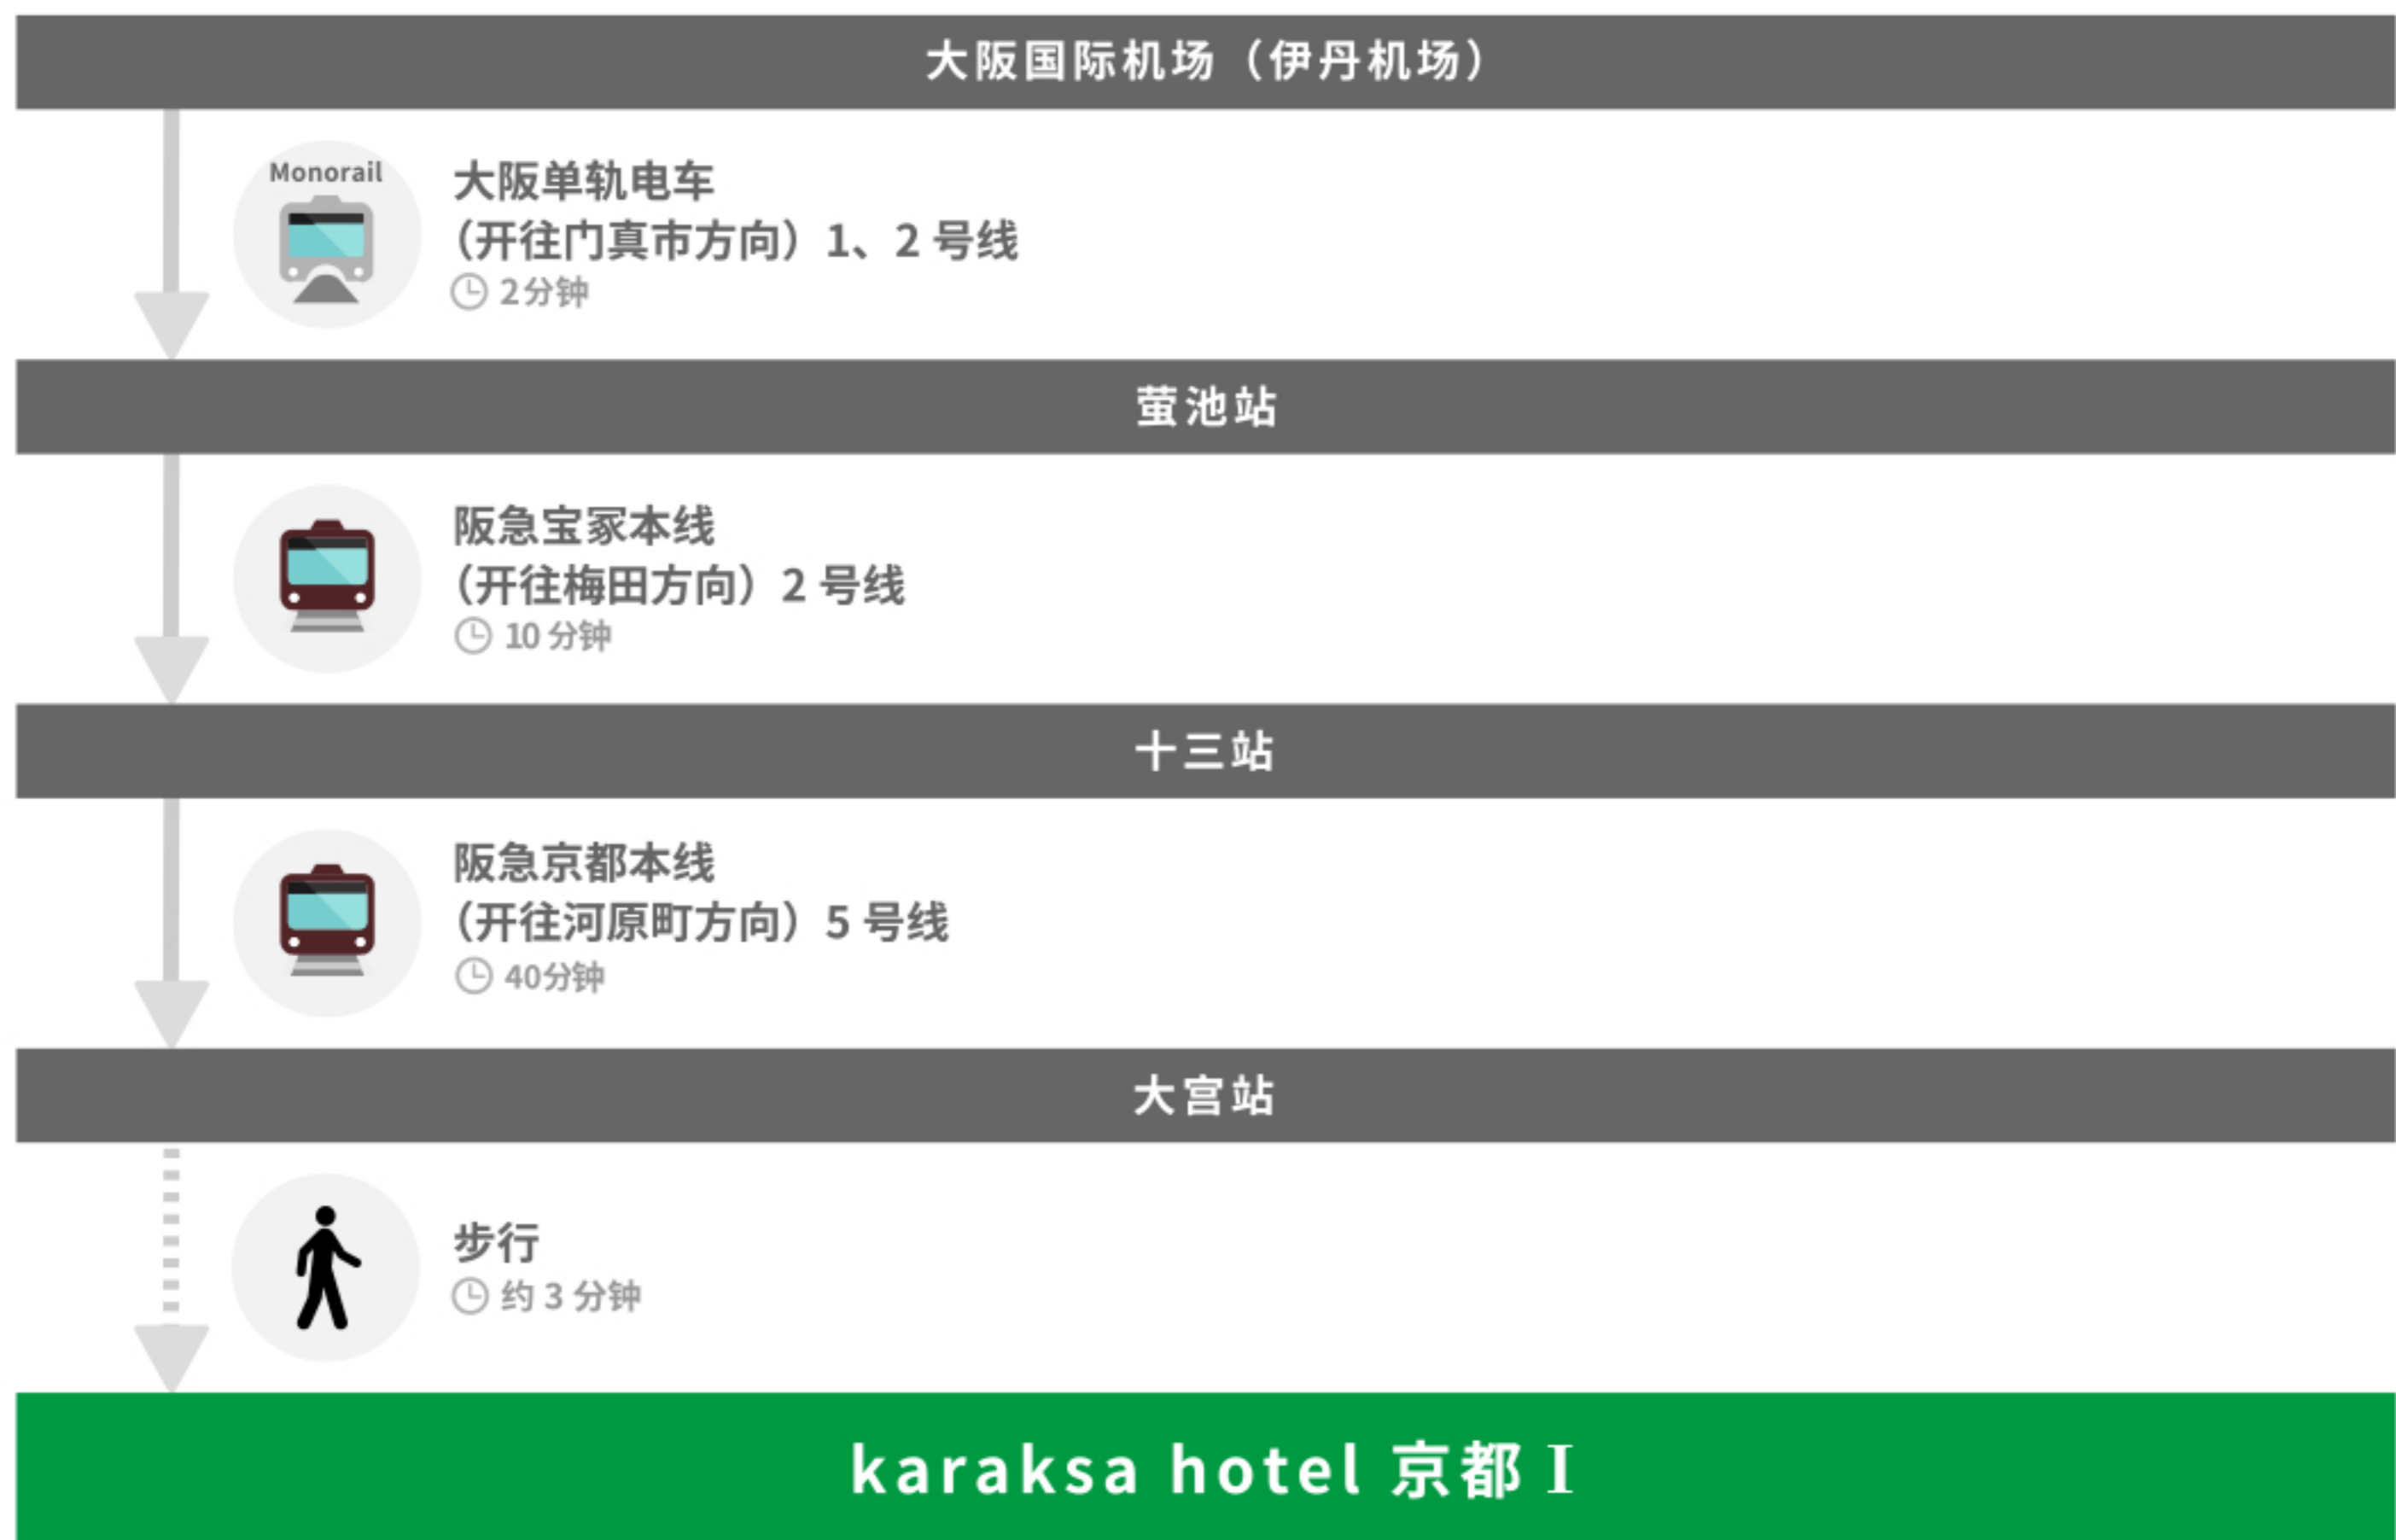 大阪国际机场（伊丹机场）
Monorail
大阪单轨电车
（开往门真市方向）1、2 号线
2分钟
萤池站
阪急宝冢本线
（开往梅田方向）2 号线
10 分钟
十三站
阪急京都本线
（开往河原町方向）5 号线
40分钟
大宫站
步行
约 3 分钟
karaksa hotel 京都 I